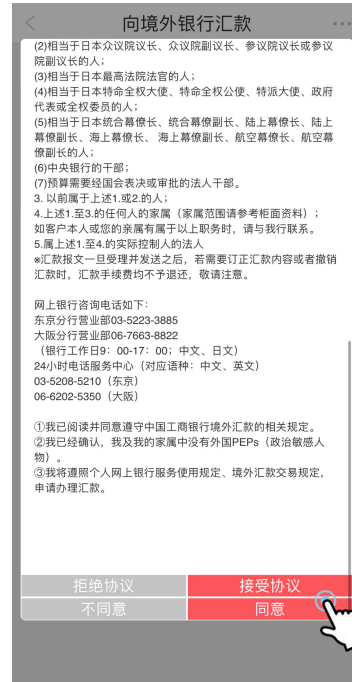 向境外银行汇款
(2)相当于日本众议院议长、众议院副议长、参议院议长或参议
院副议长的人；
(3)相当于日本最高法院法官的人；
(4)相当于日本特命全权大使、特命全权公使、特派大使、政府
代表或全权委员的人；
(5)相当于日本统合幕僚长、统合幕僚副长、陆上幕僚长、陆上
幕僚副长、海上幕僚长、 海上幕僚副长、航空幕僚长、航空幕
僚副长的人；
(6)中央银行的干部；
(7)预算需要经国会表决或审批的法人干部。
3. 以前属于上述1.或2.的人；
4.上述1.至3.的任何人的家属（家属范围请参考柜面资料）；
如客户本人或您的亲属有属于以上职务时，请与我行联系。
5.属上述1.至4.的实际控制人的法人
*汇款报文一旦受理并发送之后，若需要订正汇款内容或者撤销
汇款时，汇款手续费均不予退还，敬请注意。
网上银行咨询电话如下：
东京分行营业部03-5223-3885
大阪分行营业部06-7663-8822
（银行工作日9：00-17：00；中文、日文）
24小时电话服务中心（对应语种：中文、英文）
03-5208-5210（东京）
06-6202-5350（大阪）
①我已阅读并同意遵守中国工商银行境外汇款的相关规定。
②我已经确认，我及我的家属中没有外国PEPs（政治敏感人
物）。
③我将遵照个人网上银行服务使用规定、境外汇款交易规定，
申请办理汇款。
拒绝协议 接受协议
不同意 同意